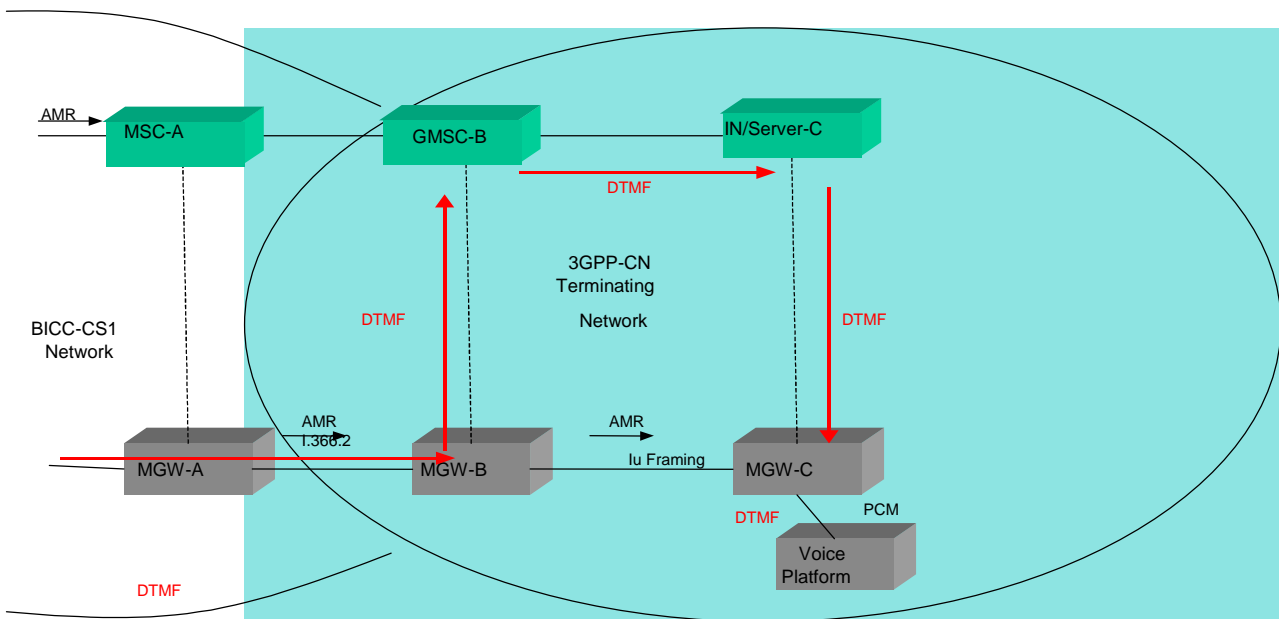 AMR
MSC-A
GMSC-B
IN/Server-C
DTMF
3GPP-CN
Terminating
Network
BICC-CS1
Network
DTMF
DTMF
AMR
I.366.2
AMR
MGW-A
MGW-B
Iu Framing
MGW-C
DTMF
PCM
Voice
Platform
DTMF